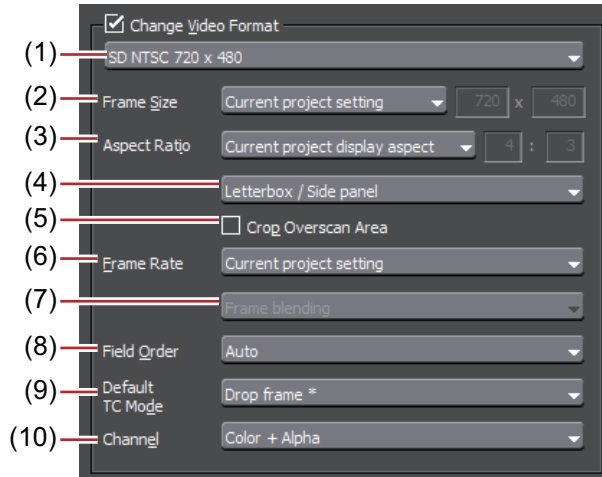 Change Video Format
(1) SD NTSC 720 x 480
(2) Frame Size Current project setting 720 x 480
(3) Aspect Ratio Current project display aspect 4 : 3
(4) Letterbox / Side panel
(5) Crop Overscan Area
(6) Frame Rate Current project setting
(7) Frame blending
(8) Field Order Auto
(9) Default TC Mode Drop frame *
(10) Channel Color + Alpha